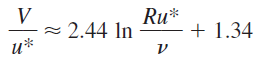 V/u* ≈ 2.44 ln Ru*/ν + 1.34